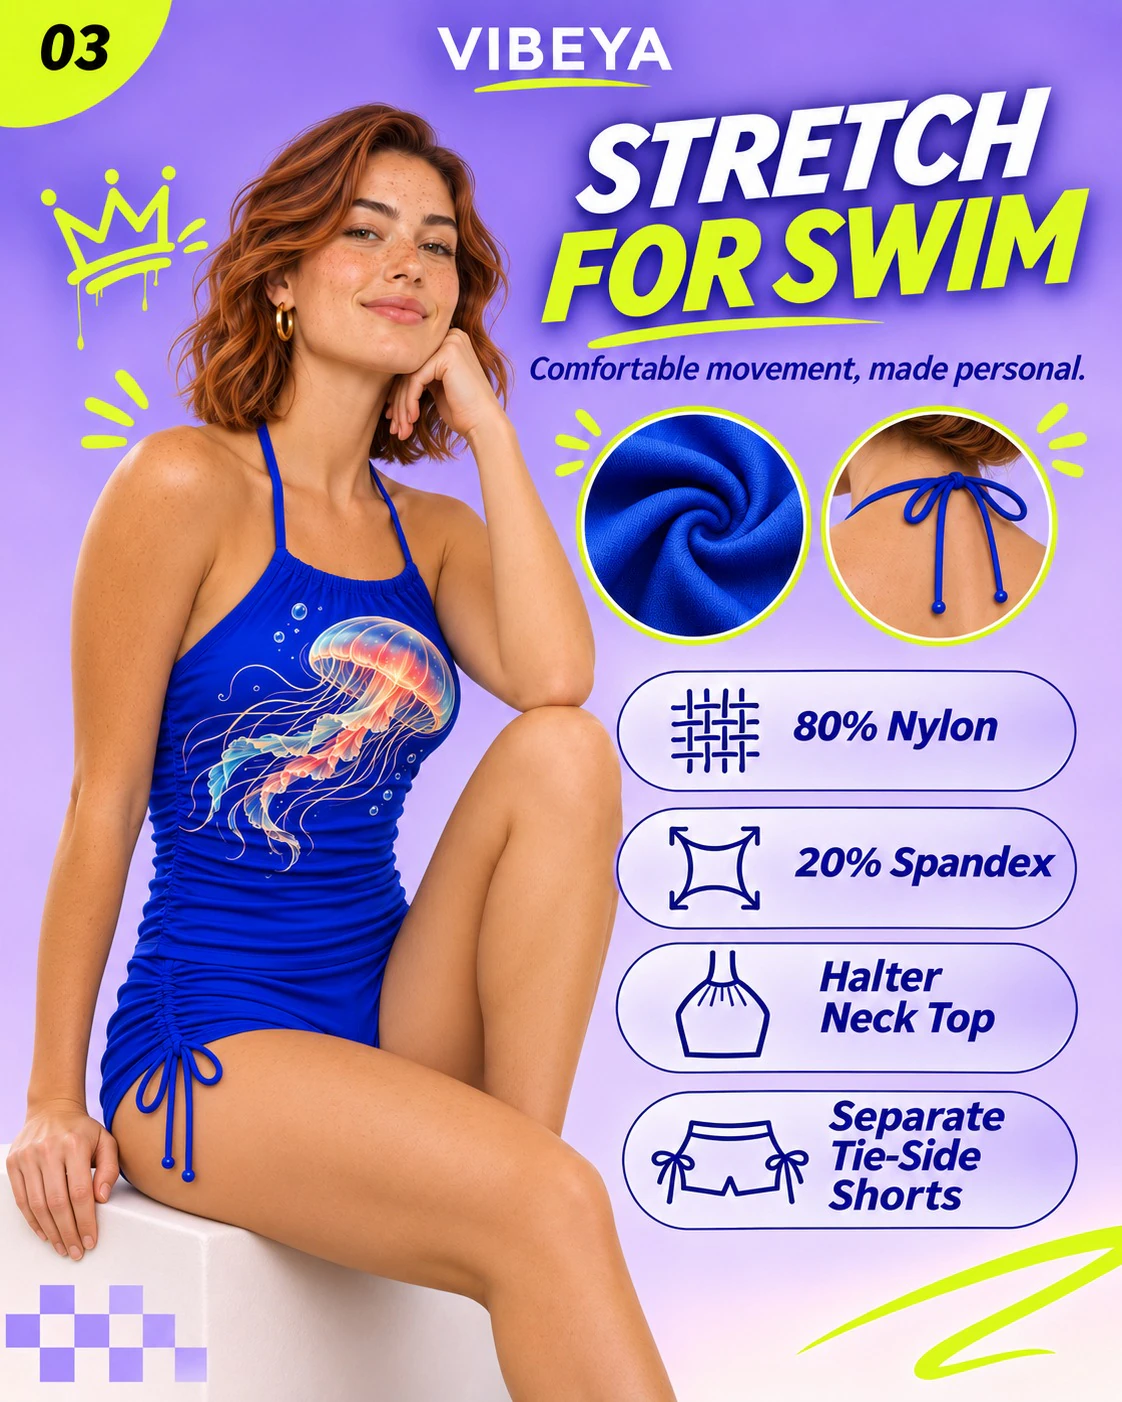 03
VIBEYA
STRETCH
FOR SWIM
Comfortable movement, made personal.
80% Nylon
20% Spandex
Halter
Neck Top
Separate
Tie-Side
Shorts